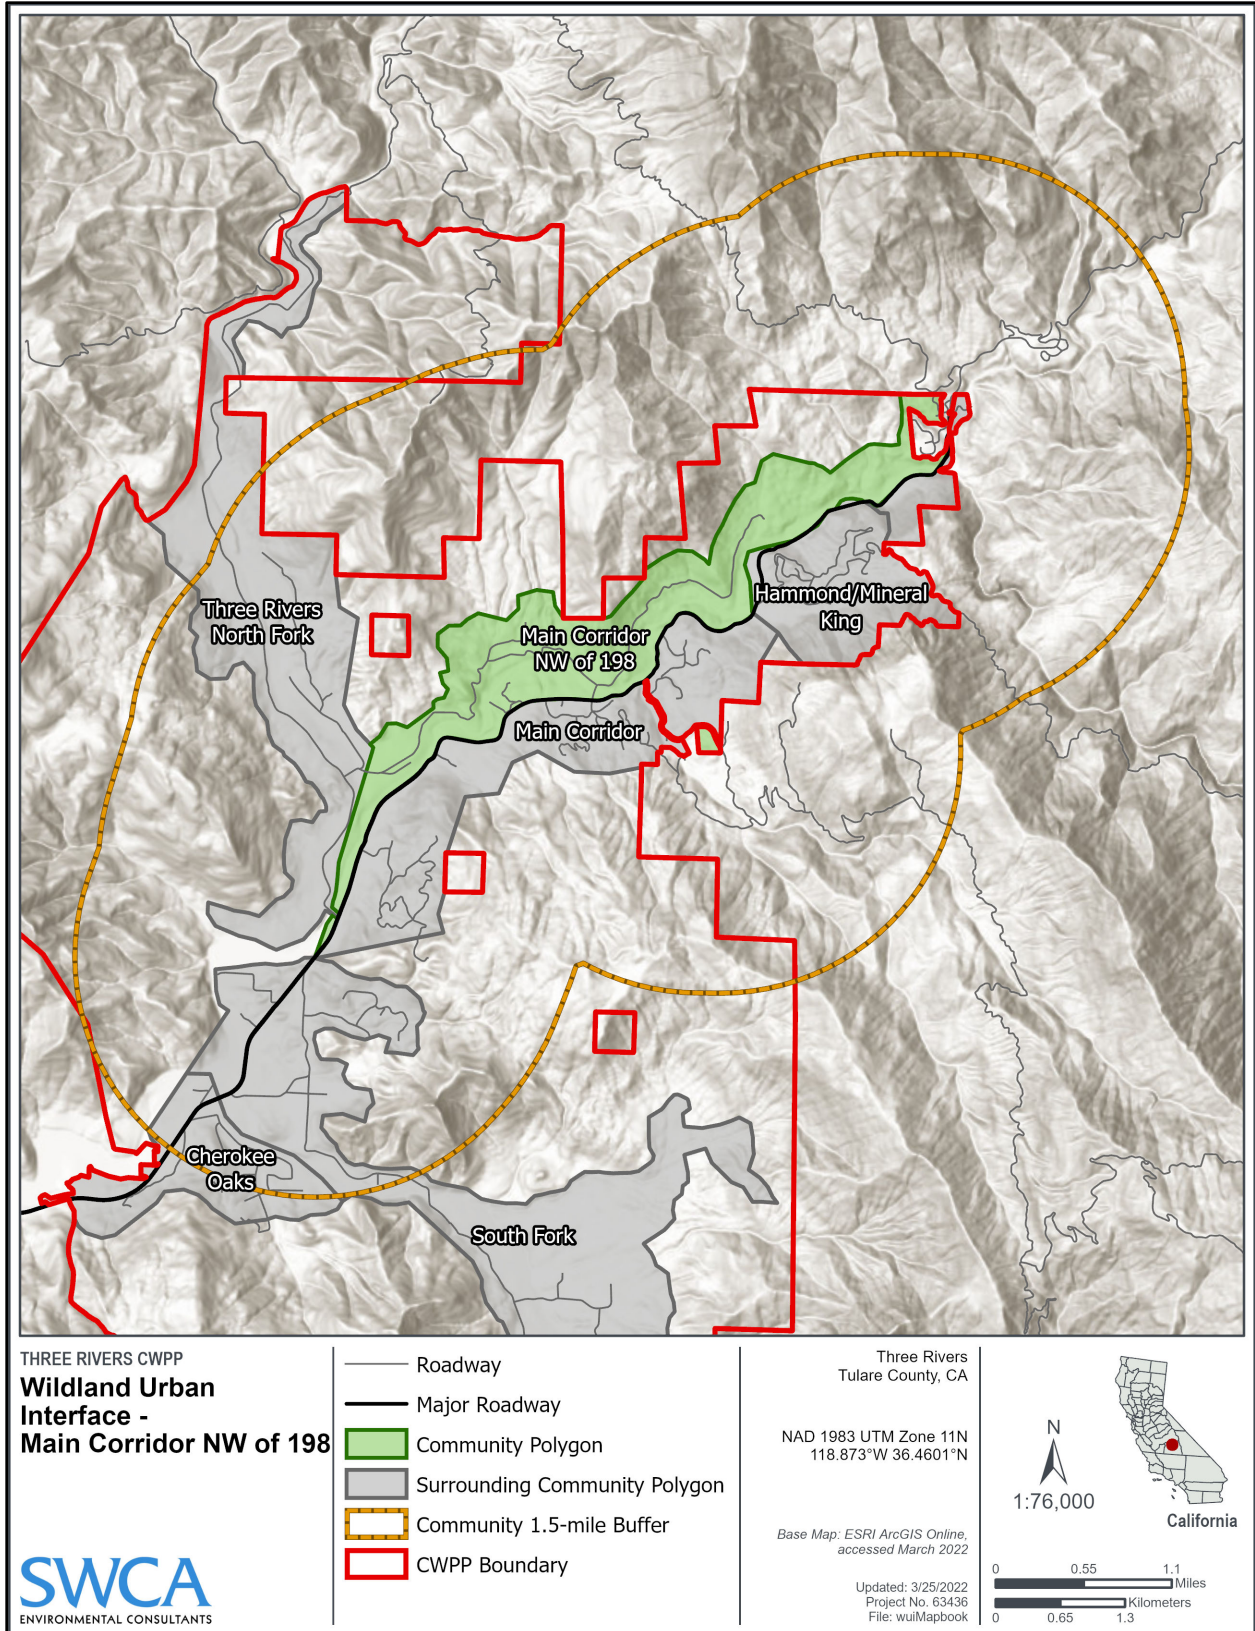 Three Rivers
North Fork
Main Corridor
NW of 198
Hammond/Mineral
King
Main Corridor
Cherokee
Oaks
South Fork
THREE RIVERS CWPP
Wildland Urban
Interface -
Main Corridor NW of 198
SWCA
ENVIRONMENTAL CONSULTANTS
Roadway
Major Roadway
Community Polygon
Surrounding Community Polygon
Community 1.5-mile Buffer
CWPP Boundary
Three Rivers
Tulare County, CA
NAD 1983 UTM Zone 11N
118.873°W 36.4601°N
Base Map: ESRI ArcGIS Online,
accessed March 2022
Updated: 3/25/2022
Project No. 63436
File: wuiMapbook
N
1:76,000
California
0 0.55 1.1
Miles
Kilometers
0 0.65 1.3